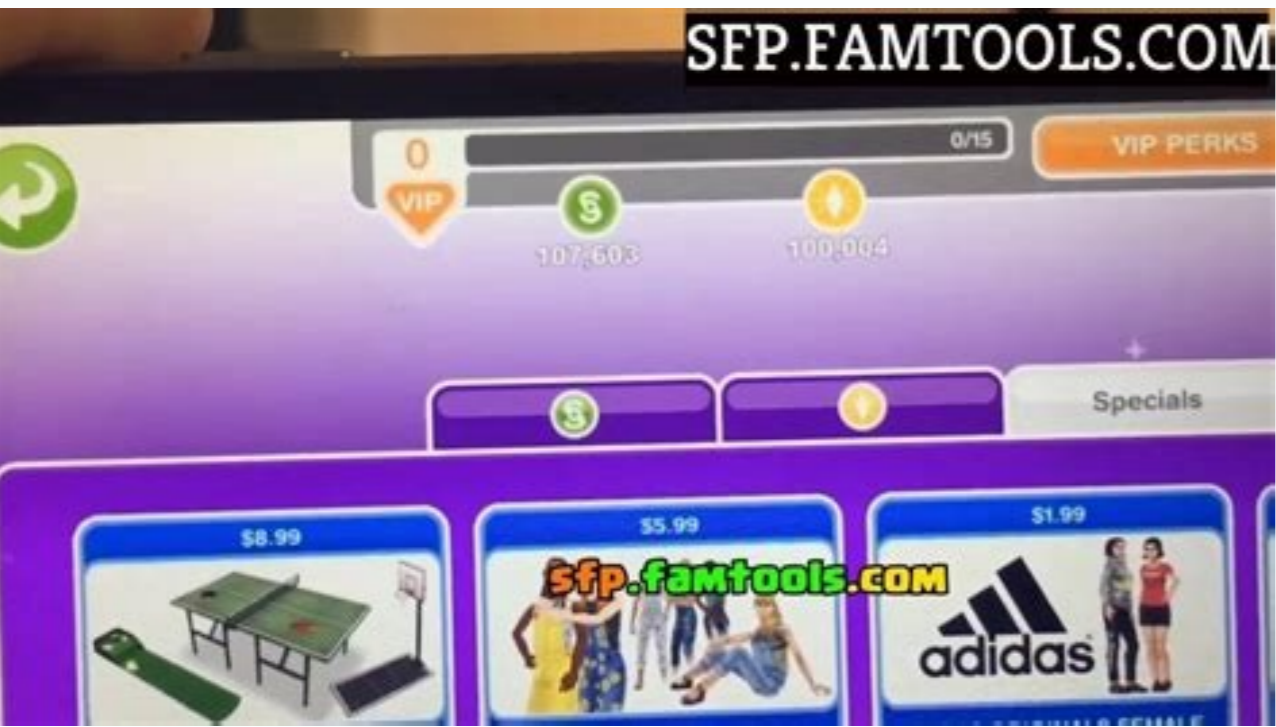 SFP.FAMTOOLS.COM
0
0/15
VIP PERKS
VIP
107,603
100,004
Specials
$8.99
$5.99
$1.99
sfp.famtools.com
adidas